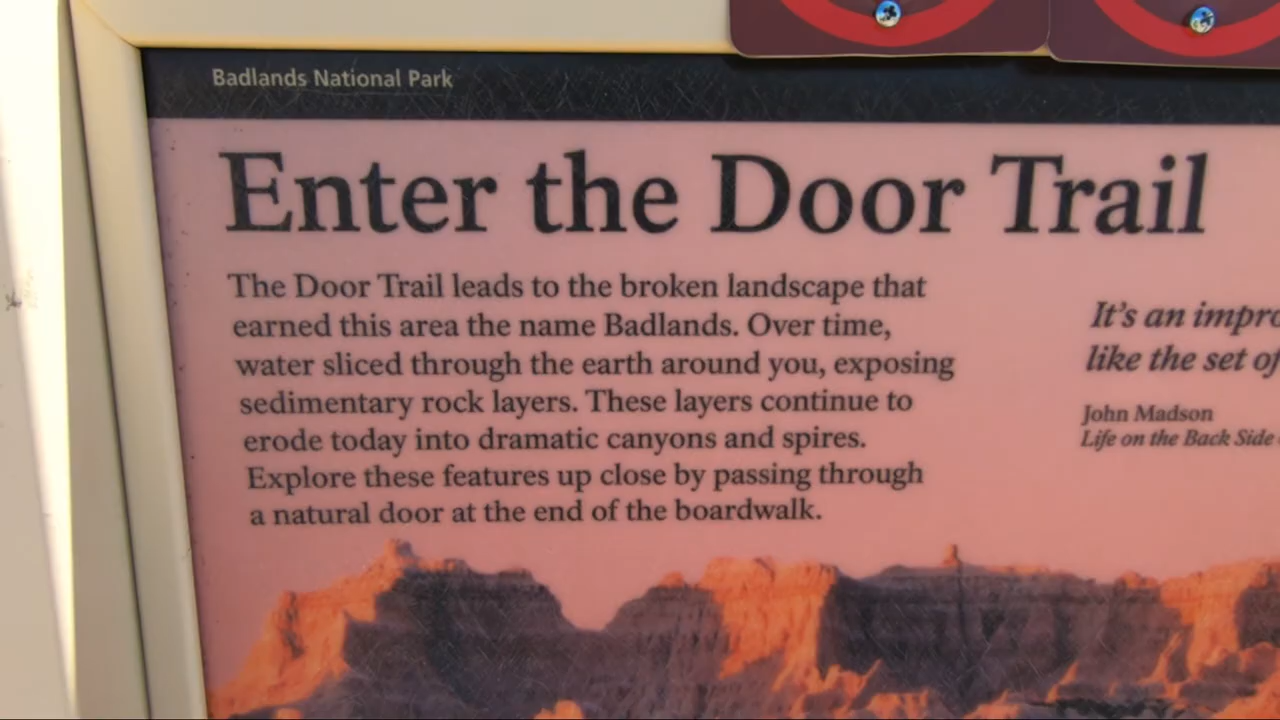 Badlands National Park
Enter the Door Trail
The Door Trail leads to the broken landscape that
earned this area the name Badlands. Over time,
water sliced through the earth around you, exposing
sedimentary rock layers. These layers continue to
erode today into dramatic canyons and spires.
Explore these features up close by passing through
a natural door at the end of the boardwalk.
It's an impro
like the set of
John Madson
Life on the Back Side